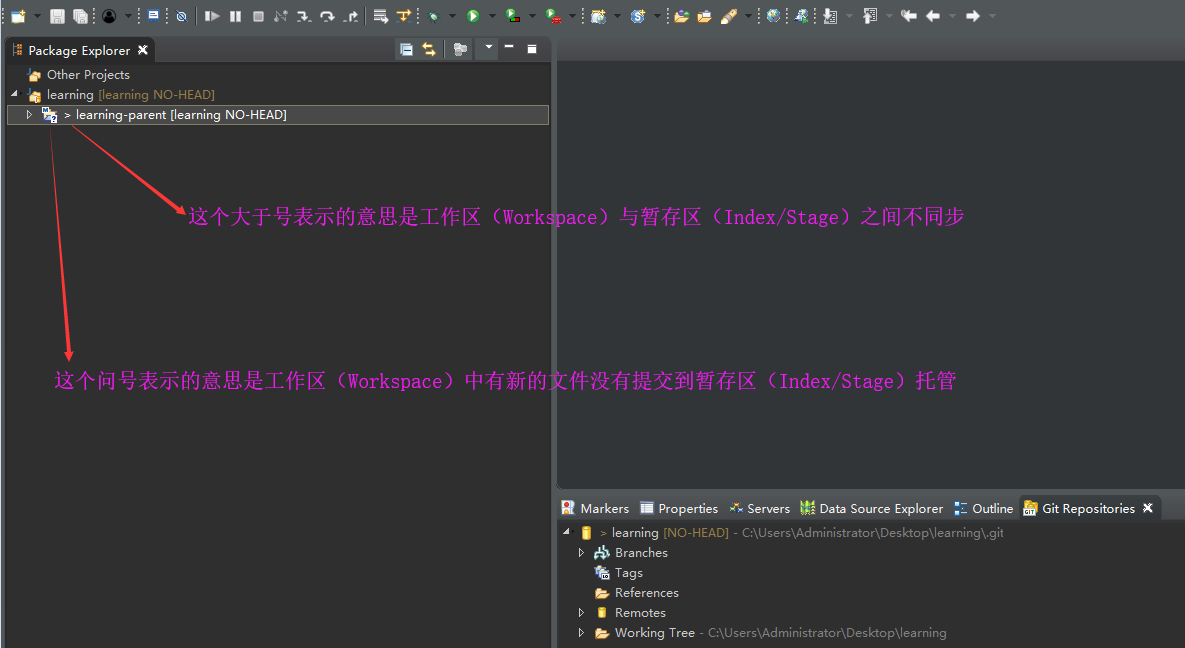 Package Explorer
Other Projects
learning [learning NO-HEAD]
> learning-parent [learning NO-HEAD]
这个大于号表示的意思是工作区（Workspace）与暂存区（Index/Stage）之间不同步
这个问号表示的意思是工作区（Workspace）中有新的文件没有提交到暂存区（Index/Stage）托管
Markers Properties Servers Data Source Explorer Outline Git Repositories
> learning [NO-HEAD] - C:\Users\Administrator\Desktop\learning\.git
Branches
Tags
References
Remotes
Working Tree - C:\Users\Administrator\Desktop\learning